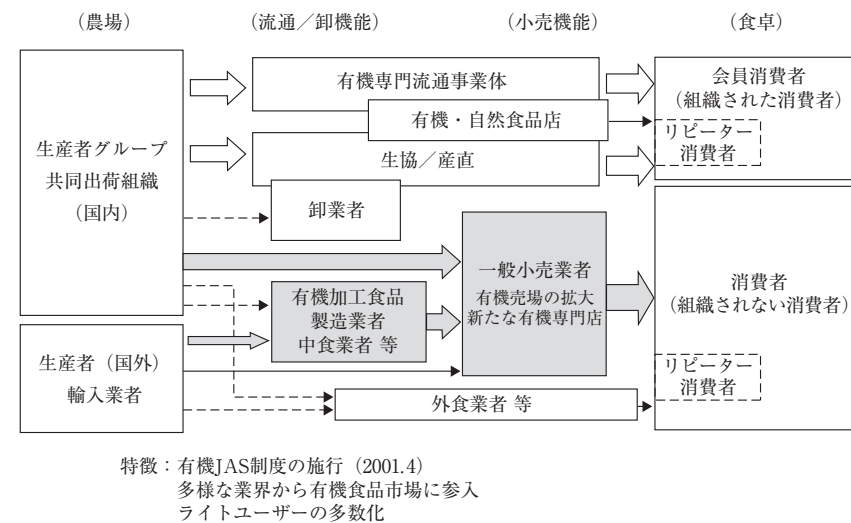 （農場）
（流通／卸機能）
（小売機能）
（食卓）
生産者グループ
共同出荷組織
（国内）
生産者（国外）
輸入業者
有機専門流通事業体
有機・自然食品店
生協／産直
卸業者
有機加工食品
製造業者
中食業者 等
一般小売業者
有機売場の拡大
新たな有機専門店
外食業者 等
会員消費者
（組織された消費者）
リピーター
消費者
消費者
（組織されない消費者）
リピーター
消費者
特徴：有機JAS制度の施行（2001.4）
多様な業界から有機食品市場に参入
ライトユーザーの多数化